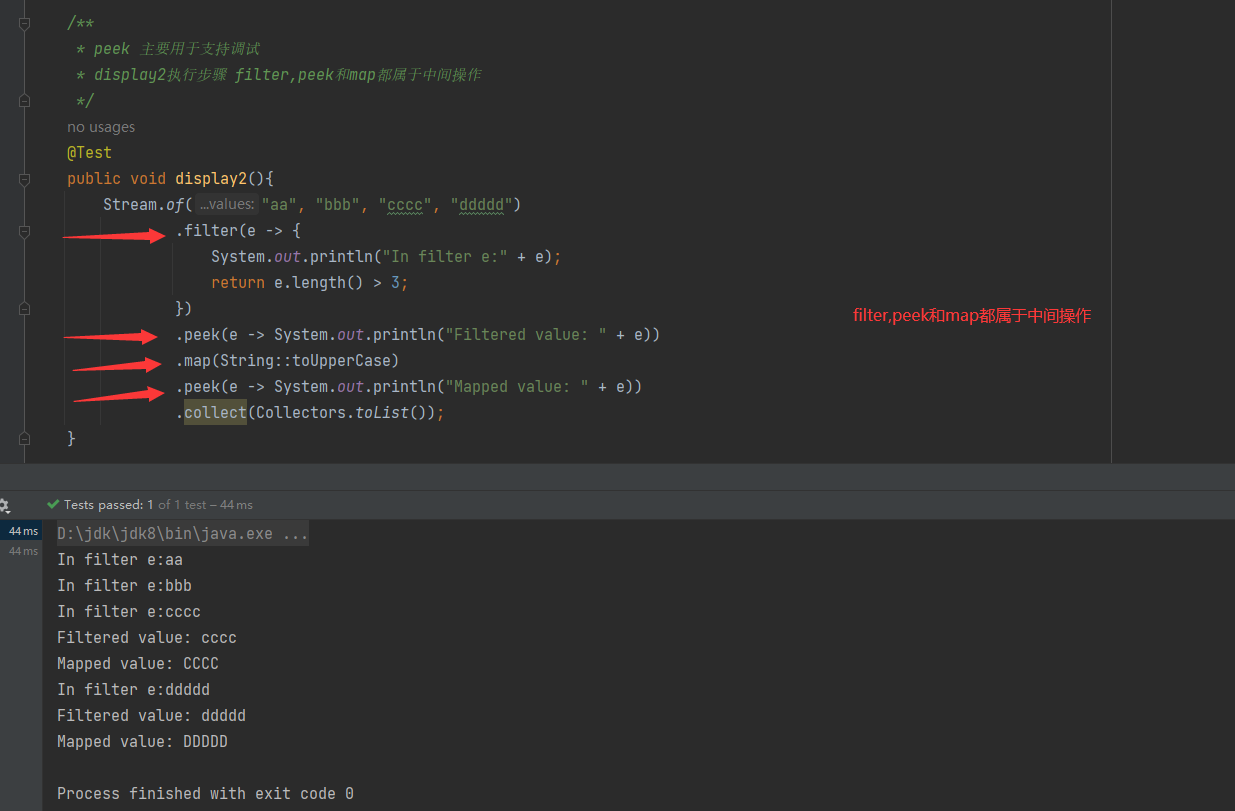 /**
* peek 主要用于支持调试
* display2执行步骤 filter,peek和map都属于中间操作
*/
no usages
@Test
public void display2(){
Stream.of( ...values: "aa", "bbb", "cccc", "ddddd")
.filter(e -> {
System.out.println("In filter e:" + e);
return e.length() > 3;
})
filter,peek和map都属于中间操作
.peek(e -> System.out.println("Filtered value: " + e))
.map(String::toUpperCase)
.peek(e -> System.out.println("Mapped value: " + e))
.collect(Collectors.toList());
}
Tests passed: 1 of 1 test – 44 ms
44 ms
D:\jdk\jdk8\bin\java.exe ...
44 ms
In filter e:aa
In filter e:bbb
In filter e:cccc
Filtered value: cccc
Mapped value: CCCC
In filter e:ddddd
Filtered value: ddddd
Mapped value: DDDDD
Process finished with exit code 0